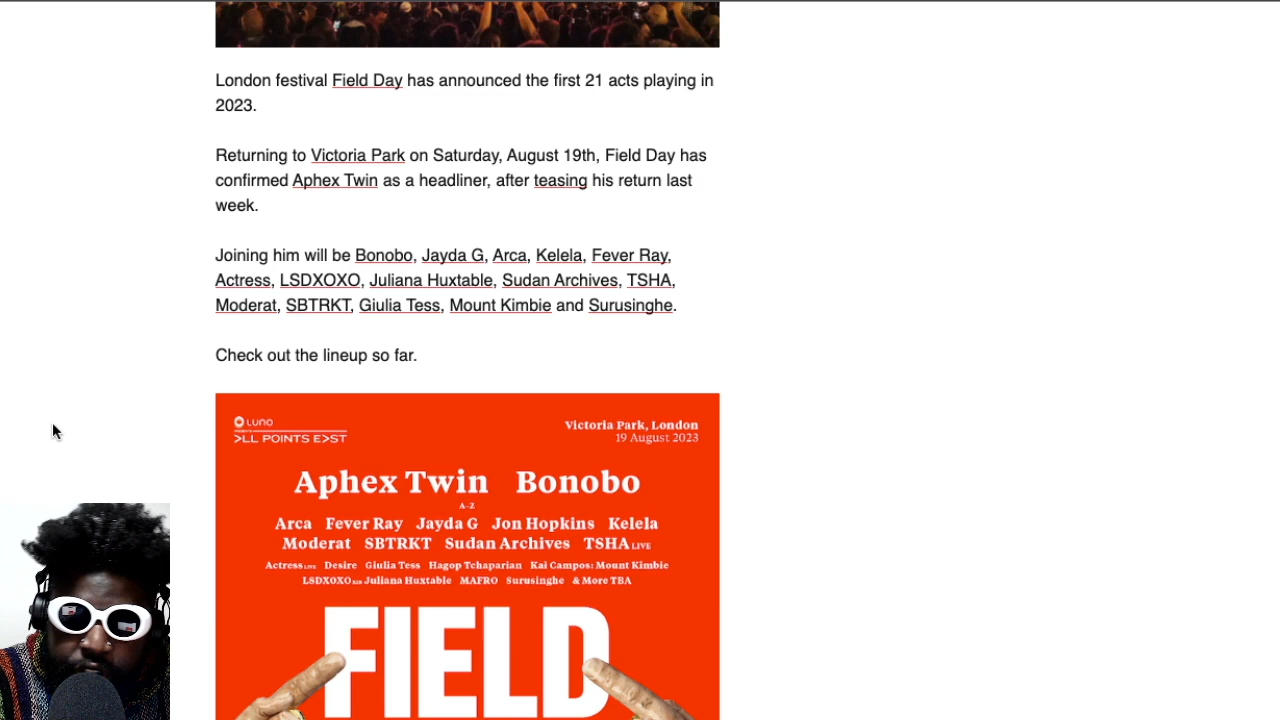 London festival Field Day has announced the first 21 acts playing in
2023.
Returning to Victoria Park on Saturday, August 19th, Field Day has
confirmed Aphex Twin as a headliner, after teasing his return last
week.
Joining him will be Bonobo, Jayda G, Arca, Kelela, Fever Ray,
Actress, LSDXOXO, Juliana Huxtable, Sudan Archives, TSHA,
Moderat, SBTRKT, Giulia Tess, Mount Kimbie and Surusinghe.
Check out the lineup so far.
LUNO
PRESENTS
>LL POINTS E>ST
Victoria Park, London
19 August 2023
Aphex Twin Bonobo
A–Z
Arca Fever Ray Jayda G Jon Hopkins Kelela
Moderat SBTRKT Sudan Archives TSHA LIVE
Actress LIVE Desire Giulia Tess Hagop Tchaparian Kai Campos: Mount Kimbie
LSDXOXO B2B Juliana Huxtable MAFRO Surusinghe & More TBA
FIELD